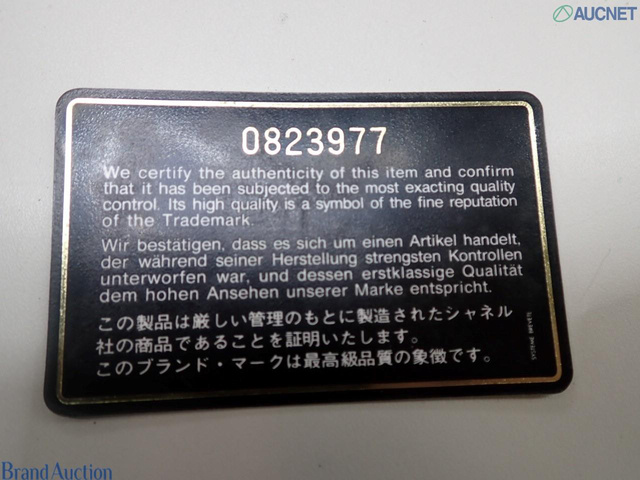 AUCNET
0823977
We certify the authenticity of this item and confirm
that it has been subjected to the most exacting quality
control. Its high quality is a symbol of the fine reputation
of the Trademark.
Wir bestätigen, dass es sich um einen Artikel handelt,
der während seiner Herstellung strengsten Kontrollen
unterworfen war, und dessen erstklassige Qualität
dem hohen Ansehen unserer Marke entspricht.
この製品は厳しい管理のもとに製造されたシャネル
社の商品であることを証明いたします。
このブランド・マークは最高級品質の象徴です。
Brand Auction